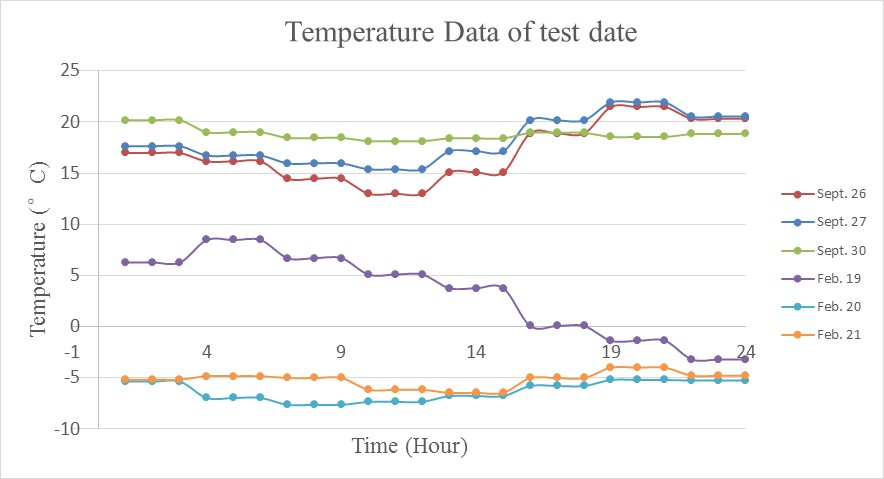 Temperature Data of test date
25
20
15
10
5
0
-5
-10
Temperature (° C)
-1
4
9
14
19
24
Time (Hour)
Sept. 26
Sept. 27
Sept. 30
Feb. 19
Feb. 20
Feb. 21